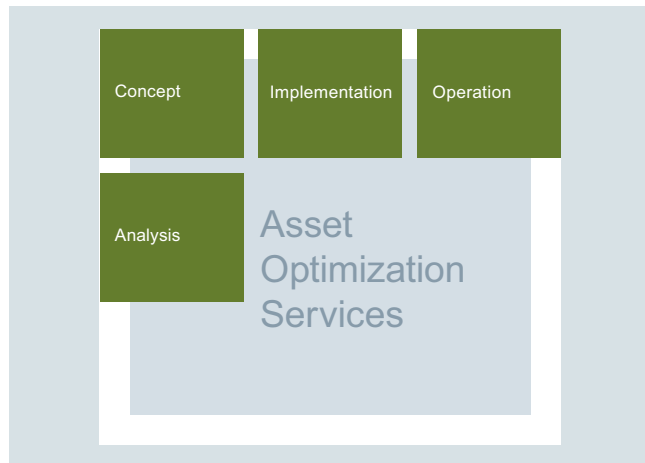 Concept
Implementation
Operation
Analysis
Asset
Optimization
Services